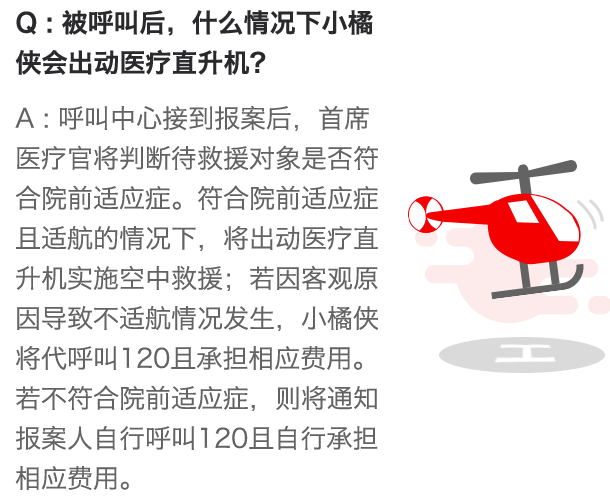 Q：被呼叫后，什么情况下小橘
侠会出动医疗直升机？
A：呼叫中心接到报案后，首席
医疗官将判断待救援对象是否符
合院前适应症。符合院前适应症
且适航的情况下，将出动医疗直
升机实施空中救援；若因客观原
因导致不适航情况发生，小橘侠
将代呼叫120且承担相应费用。
若不符合院前适应症，则将通知
报案人自行呼叫120且自行承担
相应费用。